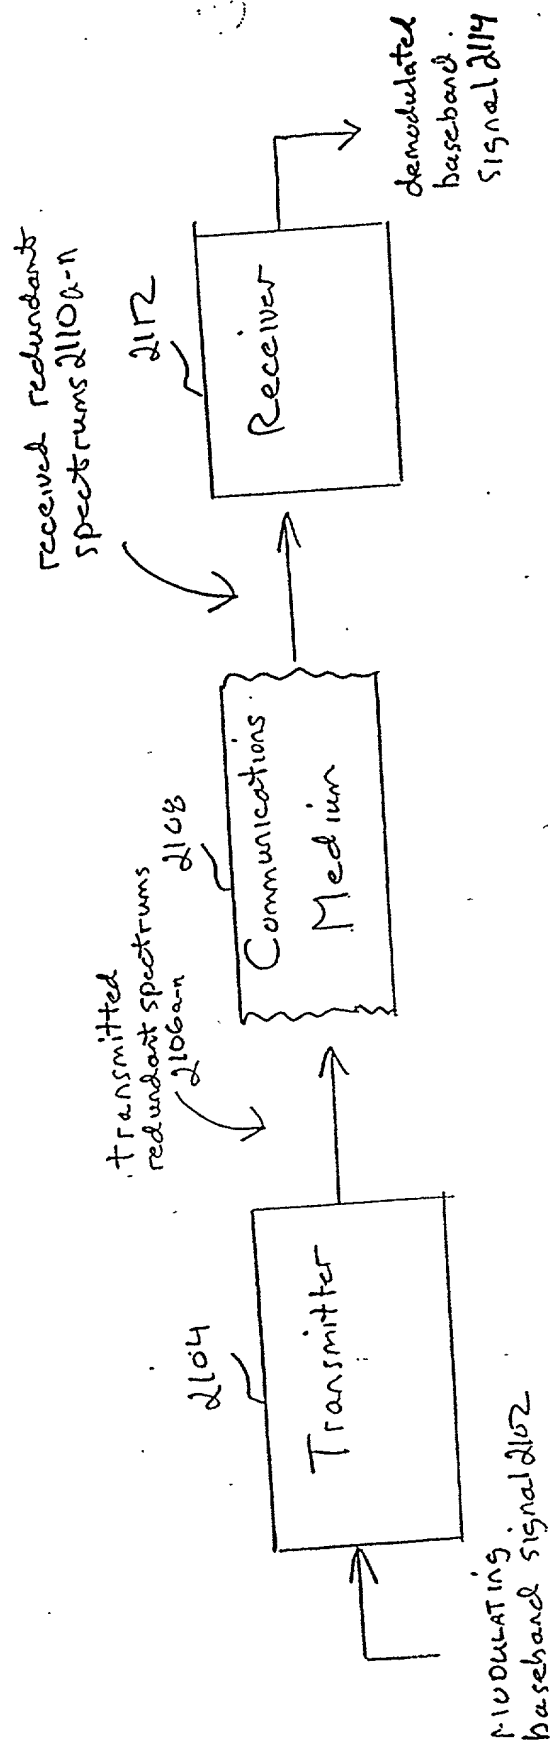 MODULATING
baseband signal 2102
2104
Transmitter
transmitted
redundant spectrums
2106a-n
2108
Communications
Medium
received redundant
spectrums 2110a-n
2112
Receiver
demodulated
baseband
signal 2114